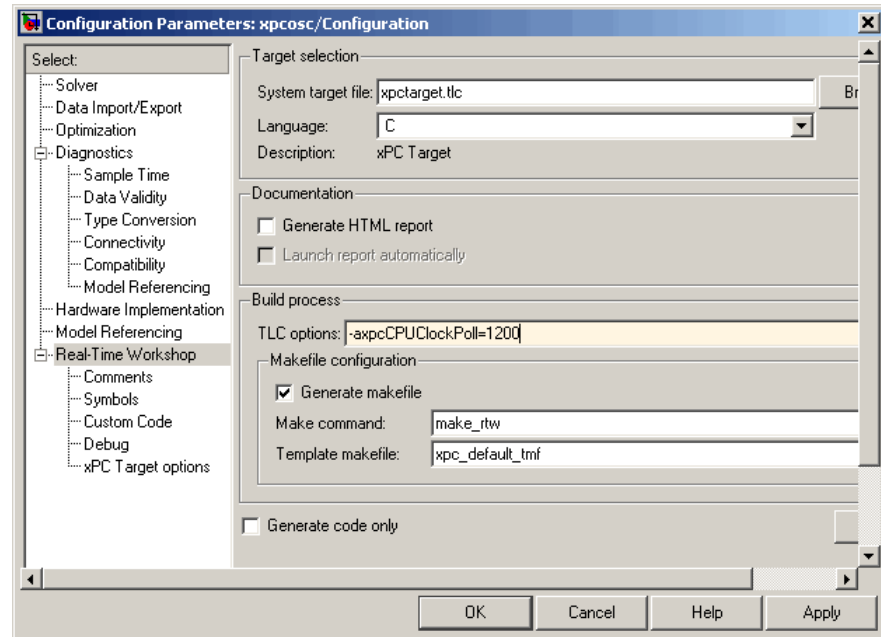 Configuration Parameters: xpcosc/Configuration
Select:
Solver
Data Import/Export
Optimization
Diagnostics
Sample Time
Data Validity
Type Conversion
Connectivity
Compatibility
Model Referencing
Hardware Implementation
Model Referencing
Real-Time Workshop
Comments
Symbols
Custom Code
Debug
xPC Target options
Target selection
System target file: xpctarget.tlc Br
Language: C
Description: xPC Target
Documentation
Generate HTML report
Launch report automatically
Build process
TLC options: -axpcCPUClockPoll=1200
Makefile configuration
Generate makefile
Make command: make_rtw
Template makefile: xpc_default_tmf
Generate code only
OK Cancel Help Apply